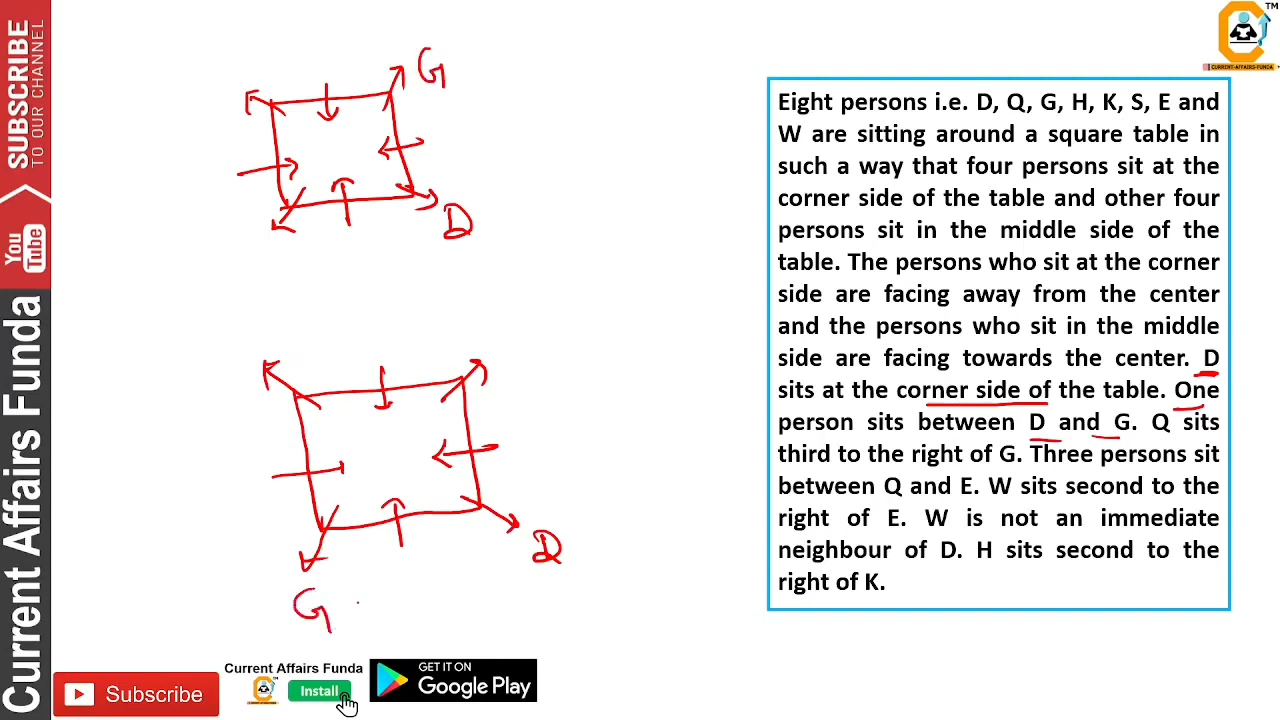 SUBSCRIBE
TO OUR CHANNEL
You Tube
Current Affairs Funda
G
D
D
G
TM
CURRENT-AFFAIRS-FUNDA
Eight persons i.e. D, Q, G, H, K, S, E and
W are sitting around a square table in
such a way that four persons sit at the
corner side of the table and other four
persons sit in the middle side of the
table. The persons who sit at the corner
side are facing away from the center
and the persons who sit in the middle
side are facing towards the center. D
sits at the corner side of the table. One
person sits between D and G. Q sits
third to the right of G. Three persons sit
between Q and E. W sits second to the
right of E. W is not an immediate
neighbour of D. H sits second to the
right of K.
Subscribe
Current Affairs Funda
Install
GET IT ON
Google Play